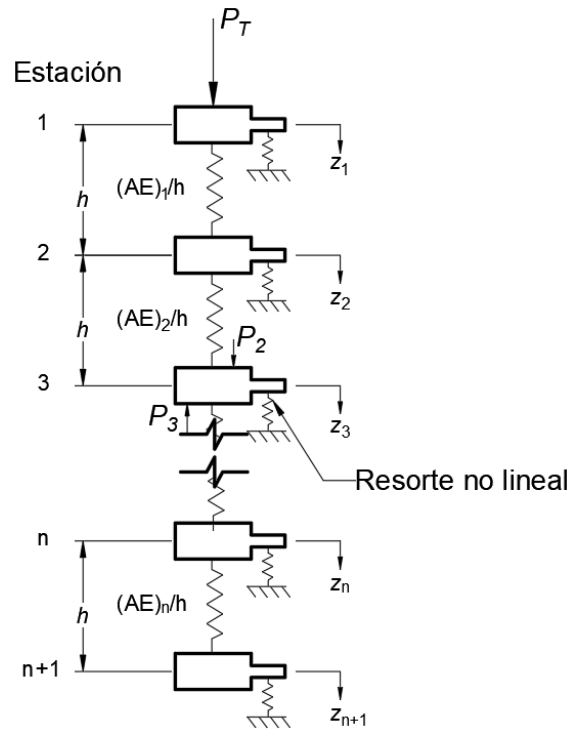 P_T
Estación
1
z_1
h
(AE)_1/h
2
z_2
h
(AE)_2/h
P_2
3
P_3
z_3
Resorte no lineal
n
z_n
h
(AE)_n/h
n+1
z_{n+1}